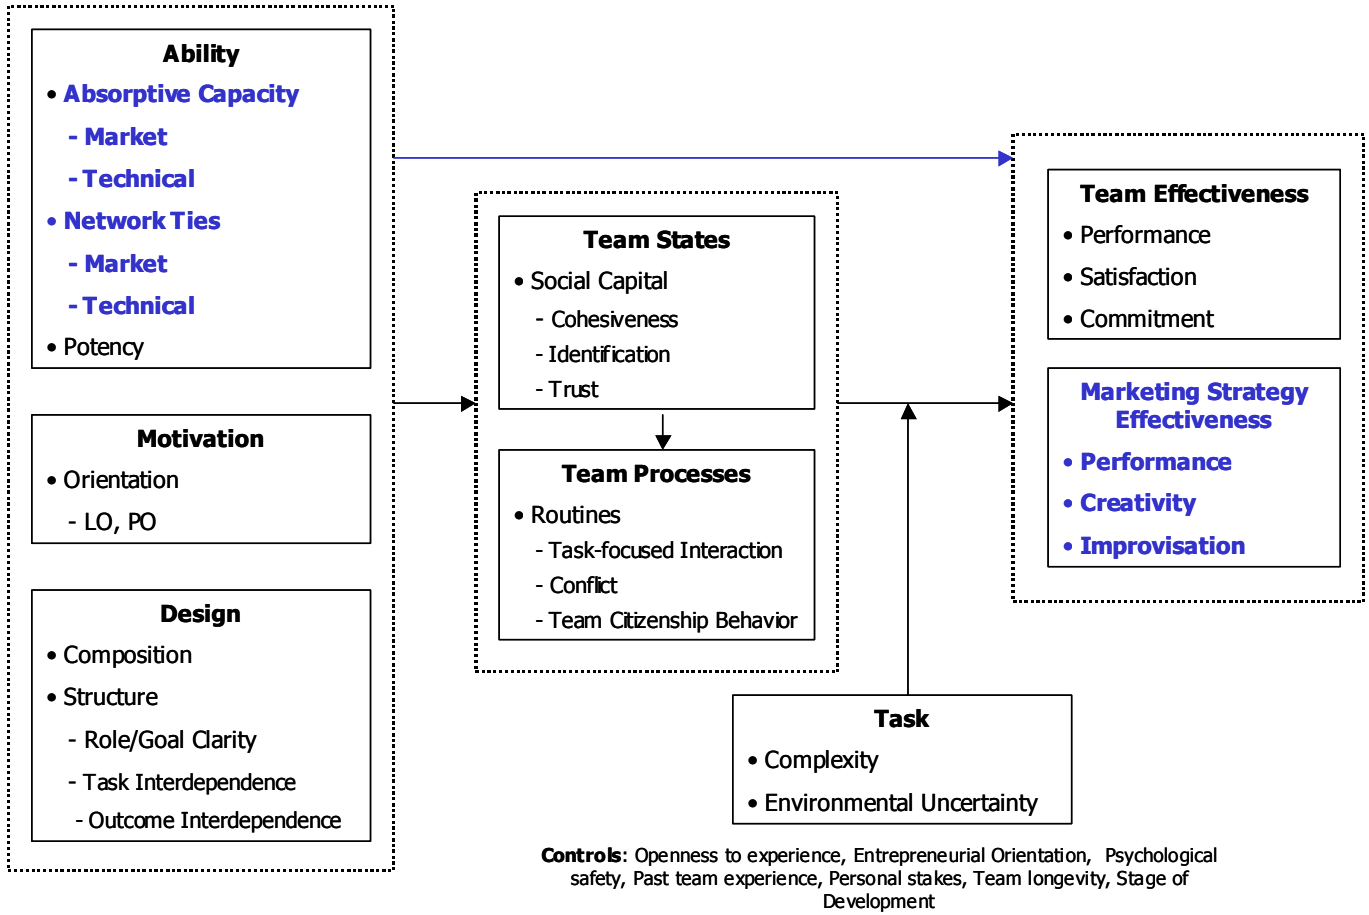 Ability
• Absorptive Capacity
- Market
- Technical
• Network Ties
- Market
- Technical
• Potency
Motivation
• Orientation
- LO, PO
Design
• Composition
• Structure
- Role/Goal Clarity
- Task Interdependence
- Outcome Interdependence
Team States
• Social Capital
- Cohesiveness
- Identification
- Trust
Team Processes
• Routines
- Task-focused Interaction
- Conflict
- Team Citizenship Behavior
Team Effectiveness
• Performance
• Satisfaction
• Commitment
Marketing Strategy
Effectiveness
• Performance
• Creativity
• Improvisation
Task
• Complexity
• Environmental Uncertainty
Controls: Openness to experience, Entrepreneurial Orientation, Psychological
safety, Past team experience, Personal stakes, Team longevity, Stage of
Development